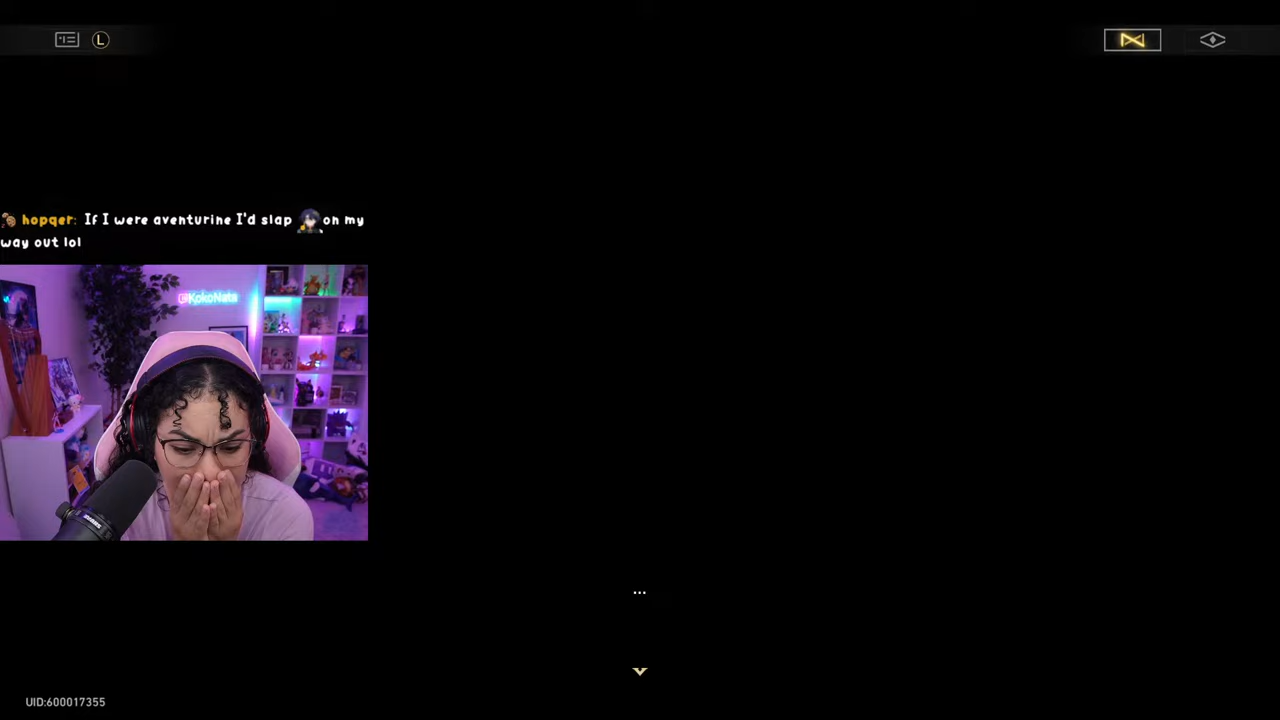 L
hopqer: If I were aventurine I'd slap on my
way out lol
@KokoNata
...
UID:600017355